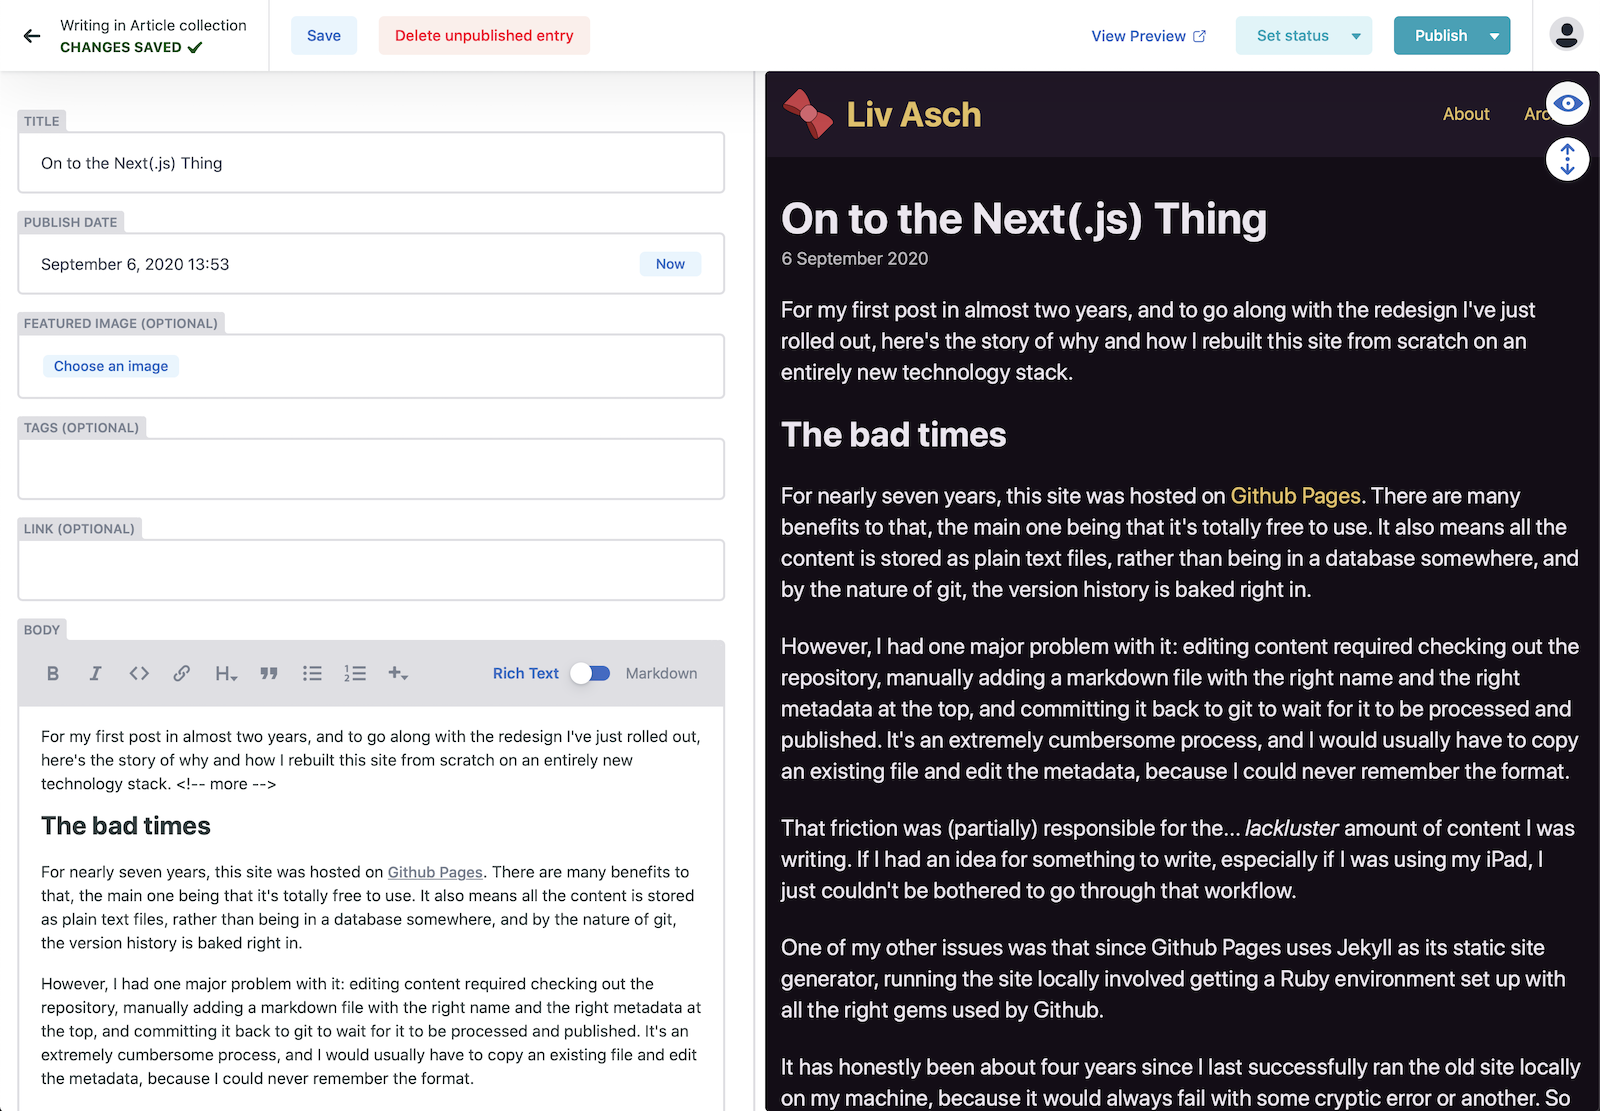 Writing in Article collection
CHANGES SAVED
Save
Delete unpublished entry
View Preview
Set status
Publish
TITLE
On to the Next(.js) Thing
PUBLISH DATE
September 6, 2020 13:53
Now
FEATURED IMAGE (OPTIONAL)
Choose an image
TAGS (OPTIONAL)
LINK (OPTIONAL)
BODY
B I <> H 99 +
Rich Text
Markdown
For my first post in almost two years, and to go along with the redesign I've just rolled out,
here's the story of why and how I rebuilt this site from scratch on an entirely new
technology stack. <!-- more -->
The bad times
For nearly seven years, this site was hosted on Github Pages. There are many benefits to
that, the main one being that it's totally free to use. It also means all the content is stored
as plain text files, rather than being in a database somewhere, and by the nature of git,
the version history is baked right in.
However, I had one major problem with it: editing content required checking out the
repository, manually adding a markdown file with the right name and the right metadata at
the top, and committing it back to git to wait for it to be processed and published. It's an
extremely cumbersome process, and I would usually have to copy an existing file and edit
the metadata, because I could never remember the format.
Liv Asch
About
On to the Next(.js) Thing
6 September 2020
For my first post in almost two years, and to go along with the redesign I've just
rolled out, here's the story of why and how I rebuilt this site from scratch on an
entirely new technology stack.
The bad times
For nearly seven years, this site was hosted on Github Pages. There are many
benefits to that, the main one being that it's totally free to use. It also means all the
content is stored as plain text files, rather than being in a database somewhere, and
by the nature of git, the version history is baked right in.
However, I had one major problem with it: editing content required checking out the
repository, manually adding a markdown file with the right name and the right
metadata at the top, and committing it back to git to wait for it to be processed and
published. It's an extremely cumbersome process, and I would usually have to copy
an existing file and edit the metadata, because I could never remember the format.
That friction was (partially) responsible for the... lackluster amount of content I was
writing. If I had an idea for something to write, especially if I was using my iPad, I
just couldn't be bothered to go through that workflow.
One of my other issues was that since Github Pages uses Jekyll as its static site
generator, running the site locally involved getting a Ruby environment set up with
all the right gems used by Github.
It has honestly been about four years since I last successfully ran the old site locally
on my machine, because it would always fail with some cryptic error or another. So